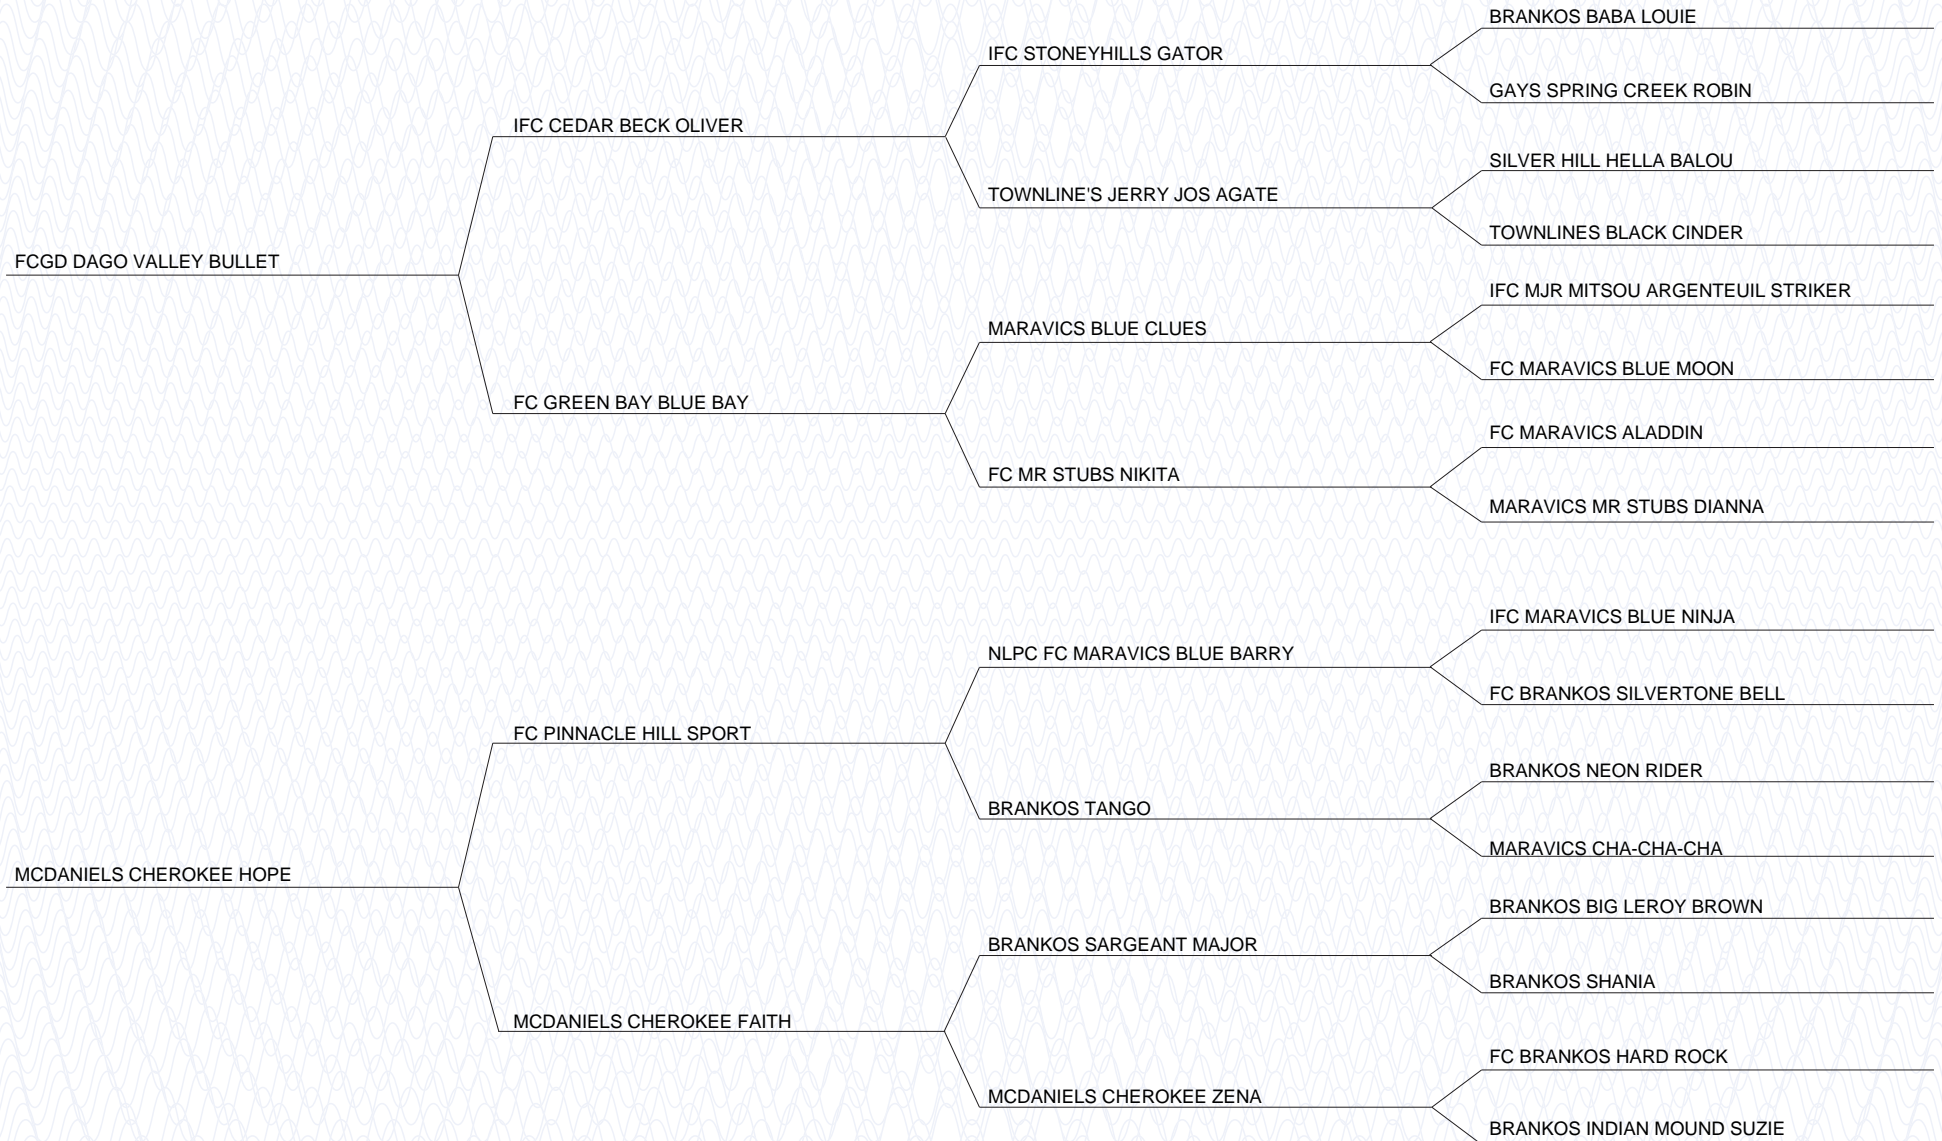 BRANKOS BABA LOUIE
IFC STONEYHILLS GATOR
GAYS SPRING CREEK ROBIN
IFC CEDAR BECK OLIVER
SILVER HILL HELLA BALOU
TOWNLINE'S JERRY JOS AGATE
TOWNLINES BLACK CINDER
FCGD DAGO VALLEY BULLET
IFC MJR MITSOU ARGENTEUIL STRIKER
MARAVICS BLUE CLUES
FC MARAVICS BLUE MOON
FC GREEN BAY BLUE BAY
FC MARAVICS ALADDIN
FC MR STUBS NIKITA
MARAVICS MR STUBS DIANNA
IFC MARAVICS BLUE NINJA
NLPC FC MARAVICS BLUE BARRY
FC BRANKOS SILVERTONE BELL
FC PINNACLE HILL SPORT
BRANKOS NEON RIDER
BRANKOS TANGO
MARAVICS CHA-CHA-CHA
MCDANIELS CHEROKEE HOPE
BRANKOS BIG LEROY BROWN
BRANKOS SARGEANT MAJOR
BRANKOS SHANIA
MCDANIELS CHEROKEE FAITH
FC BRANKOS HARD ROCK
MCDANIELS CHEROKEE ZENA
BRANKOS INDIAN MOUND SUZIE